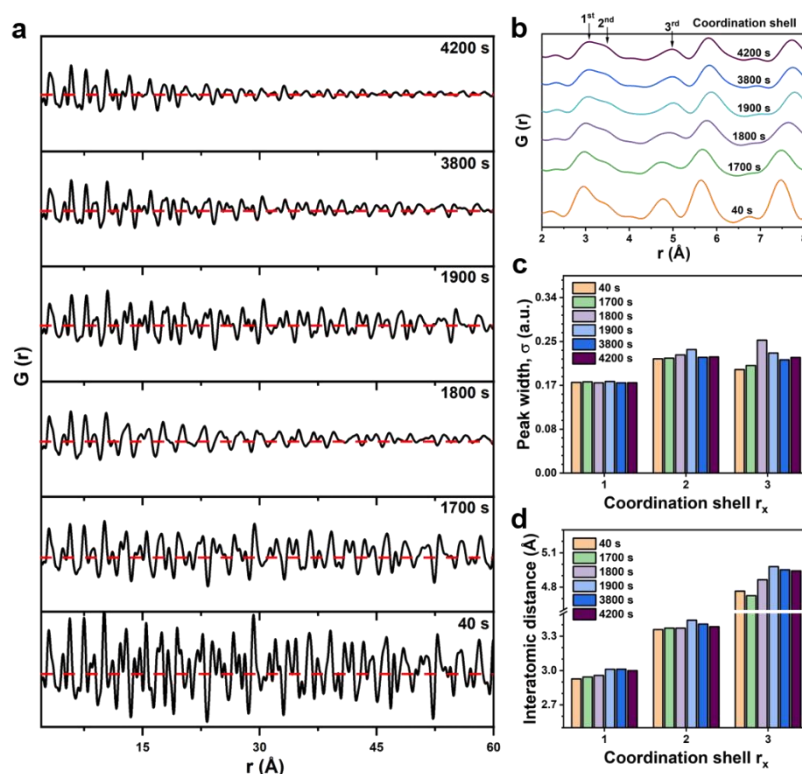 a
4200 s
3800 s
1900 s
1800 s
1700 s
40 s
G (r)
15 30 45 60
r (Å)
b
1st 2nd 3rd Coordination shell
4200 s
3800 s
1900 s
1800 s
1700 s
40 s
G (r)
2 3 4 5 6 7 8
r (Å)
c
0.34
0.25
0.17
0.08
0.00
Peak width, σ (a.u.)
40 s
1700 s
1800 s
1900 s
3800 s
4200 s
1 2 3
Coordination shell rx
d
5.1
4.8
3.3
3.0
2.7
Interatomic distance (Å)
40 s
1700 s
1800 s
1900 s
3800 s
4200 s
1 2 3
Coordination shell rx